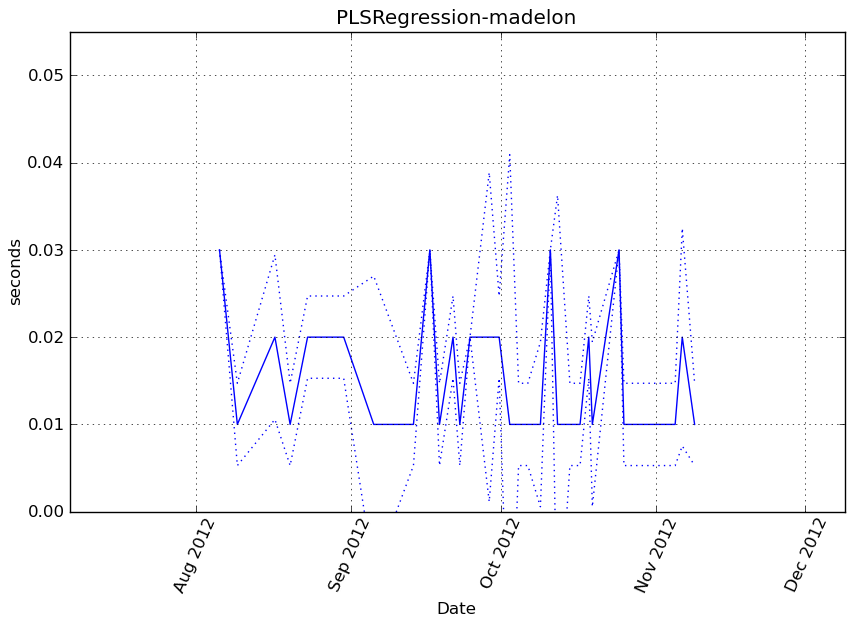 PLSRegression-madelon
0.05
0.04
0.03
0.02
0.01
0.00
seconds
Aug 2012
Sep 2012
Oct 2012
Nov 2012
Dec 2012
Date